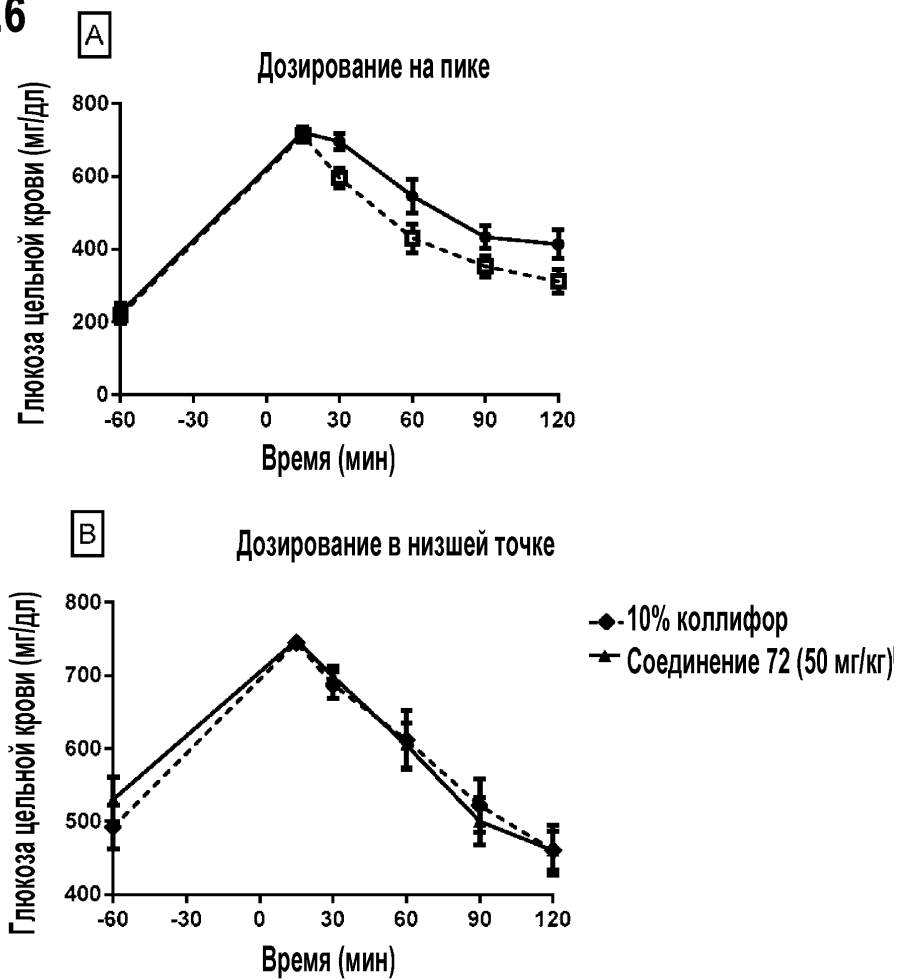 .6
A
Дозирование на пике
Глюкоза цельной крови (мг/дл)
800
600
400
200
0
-60 -30 0 30 60 90 120
Время (мин)
B
Дозирование в низшей точке
Глюкоза цельной крови (мг/дл)
800
700
600
500
400
-60 -30 0 30 60 90 120
Время (мин)
10% коллифор
Соединение 72 (50 мг/кг)